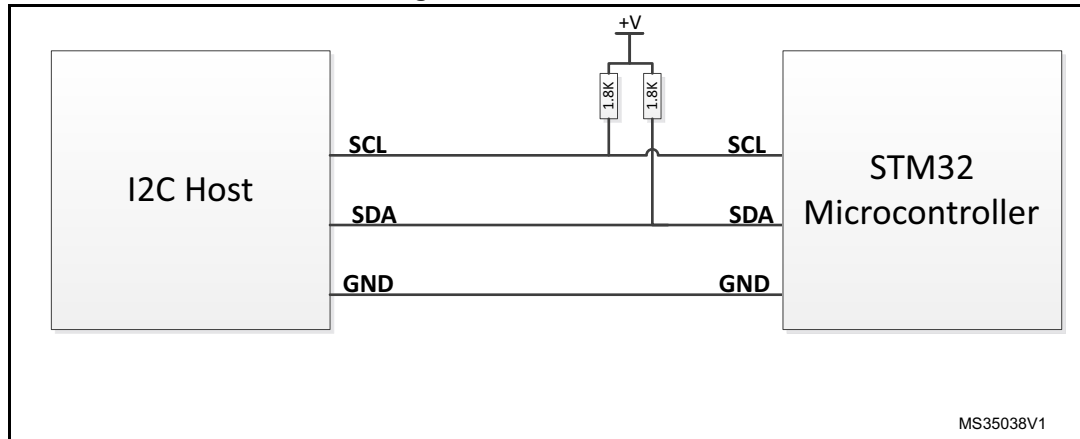 +V
1.8K
1.8K
SCL
SCL
I2C Host
STM32
Microcontroller
SDA
SDA
GND
GND
MS35038V1